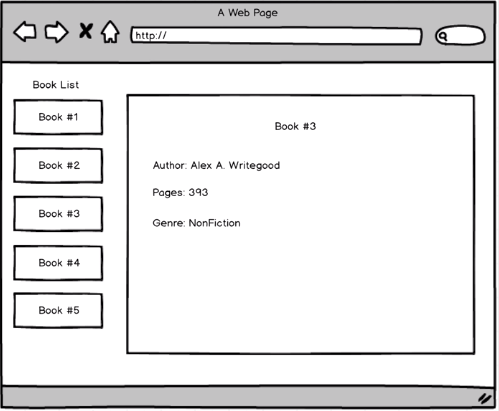 A Web Page
http://
Book List
Book #1
Book #2
Book #3
Book #4
Book #5
Book #3
Author: Alex A. Writegood
Pages: 393
Genre: NonFiction